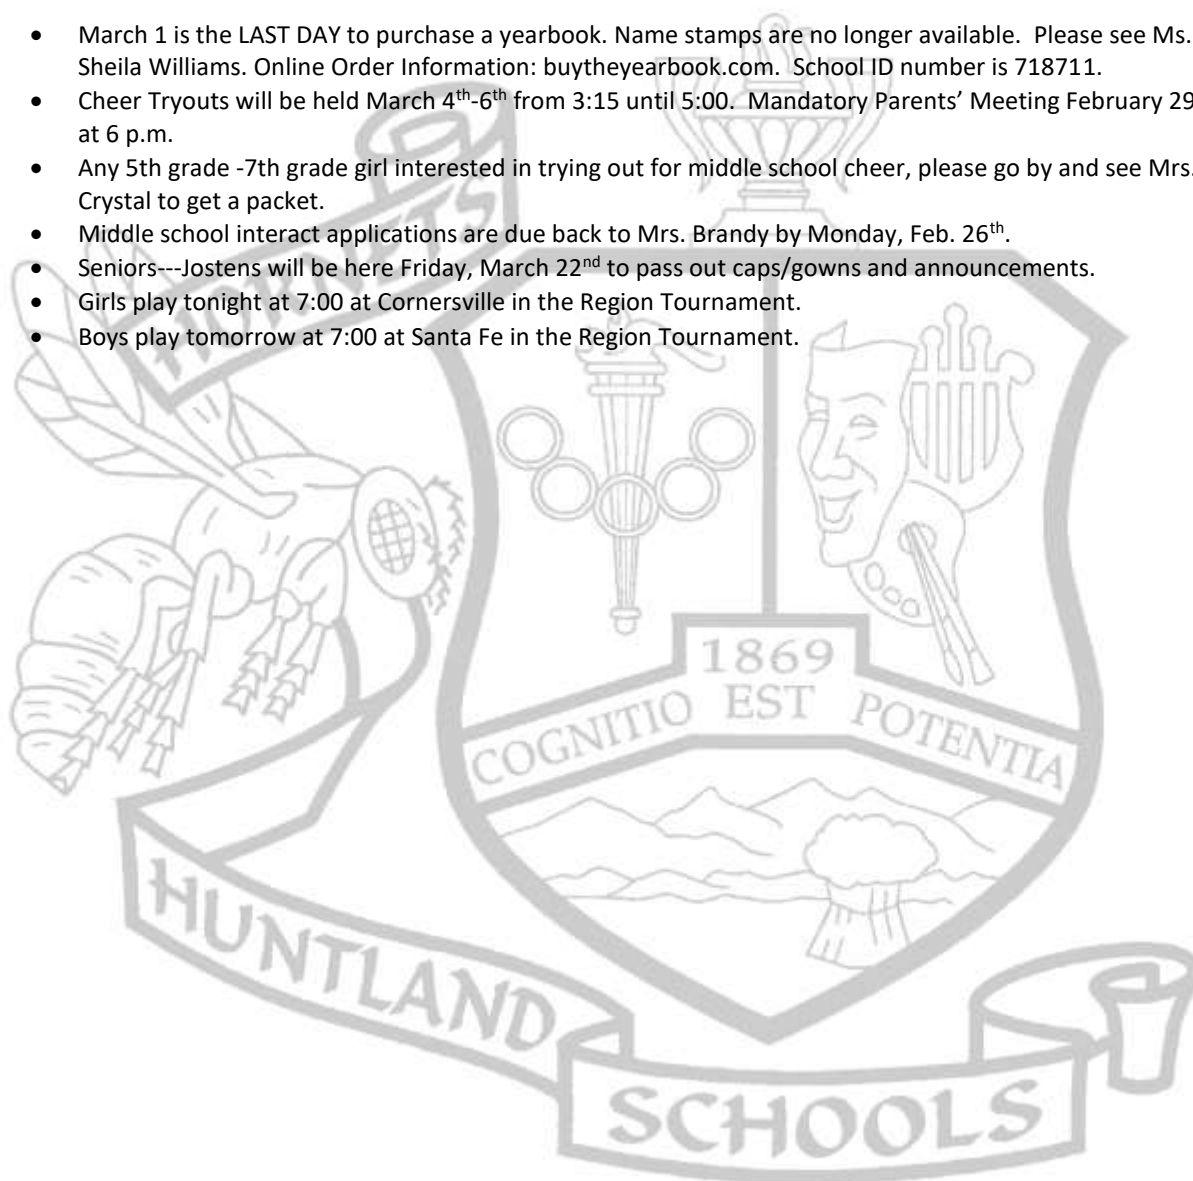 • March 1 is the LAST DAY to purchase a yearbook. Name stamps are no longer available.  Please see Ms.
Sheila Williams. Online Order Information: buytheyearbook.com.  School ID number is 718711.
• Cheer Tryouts will be held March 4th-6th from 3:15 until 5:00.  Mandatory Parents’ Meeting February 29
at 6 p.m.
• Any 5th grade -7th grade girl interested in trying out for middle school cheer, please go by and see Mrs.
Crystal to get a packet.
• Middle school interact applications are due back to Mrs. Brandy by Monday, Feb. 26th.
• Seniors---Jostens will be here Friday, March 22nd to pass out caps/gowns and announcements.
• Girls play tonight at 7:00 at Cornersville in the Region Tournament.
• Boys play tomorrow at 7:00 at Santa Fe in the Region Tournament.
HORNETS
1869
COGNITIO EST POTENTIA
HUNTLAND
SCHOOLS